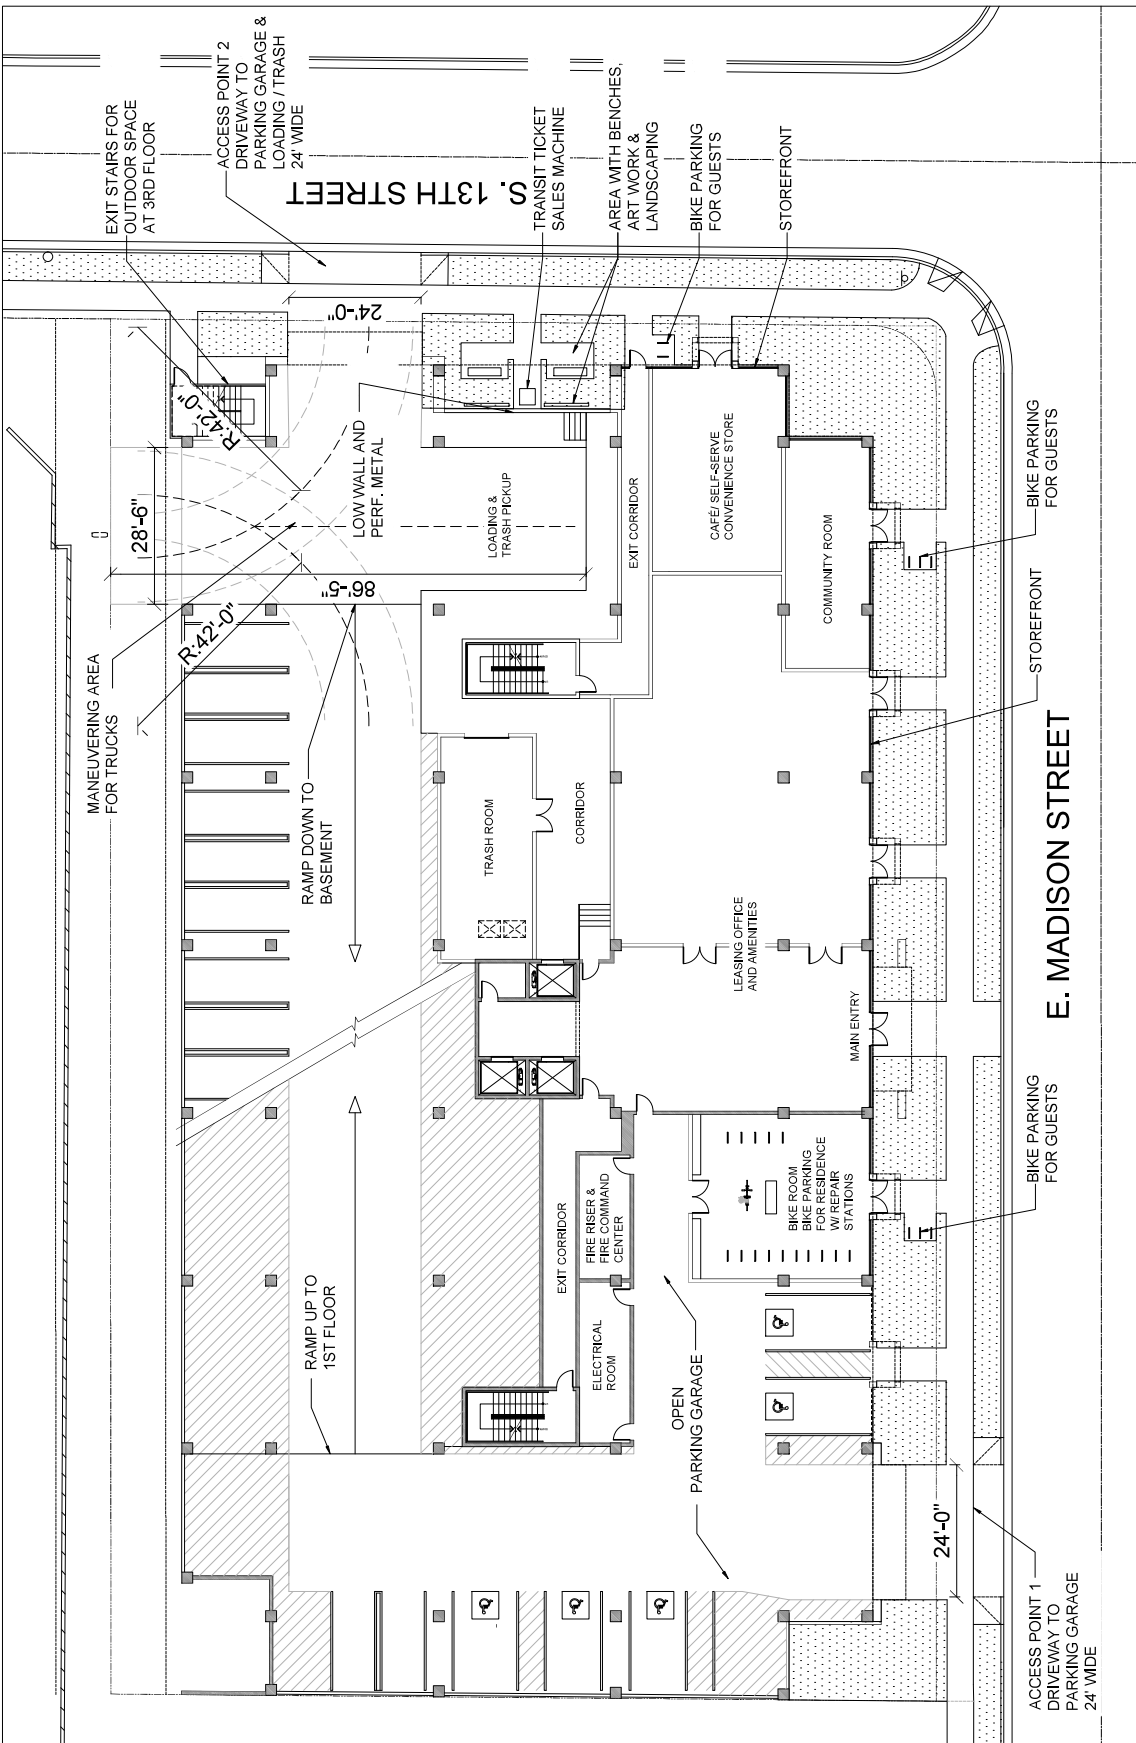 EXIT STAIRS FOR
OUTDOOR SPACE
AT 3RD FLOOR
ACCESS POINT 2
DRIVEWAY TO
PARKING GARAGE &
LOADING / TRASH
24' WIDE
S. 13TH STREET
TRANSIT TICKET
SALES MACHINE
AREA WITH BENCHES,
ART WORK &
LANDSCAPING
BIKE PARKING
FOR GUESTS
STOREFRONT
24'-0"
R:42'-0"
28'-6"
LOW WALL AND
PERF. METAL
86'-5"
R:42'-0"
LOADING &
TRASH PICKUP
EXIT CORRIDOR
CAFÉ/ SELF-SERVE
CONVENIENCE STORE
COMMUNITY ROOM
BIKE PARKING
FOR GUESTS
STOREFRONT
MANEUVERING AREA
FOR TRUCKS
RAMP DOWN TO
BASEMENT
TRASH ROOM
CORRIDOR
LEASING OFFICE
AND AMENITIES
MAIN ENTRY
E. MADISON STREET
BIKE PARKING
FOR GUESTS
RAMP UP TO
1ST FLOOR
EXIT CORRIDOR
FIRE RISER &
FIRE COMMAND
CENTER
ELECTRICAL
ROOM
BIKE ROOM
BIKE PARKING
FOR RESIDENCE
W/ REPAIR
STATIONS
OPEN
PARKING GARAGE
24'-0"
ACCESS POINT 1
DRIVEWAY TO
PARKING GARAGE
24' WIDE